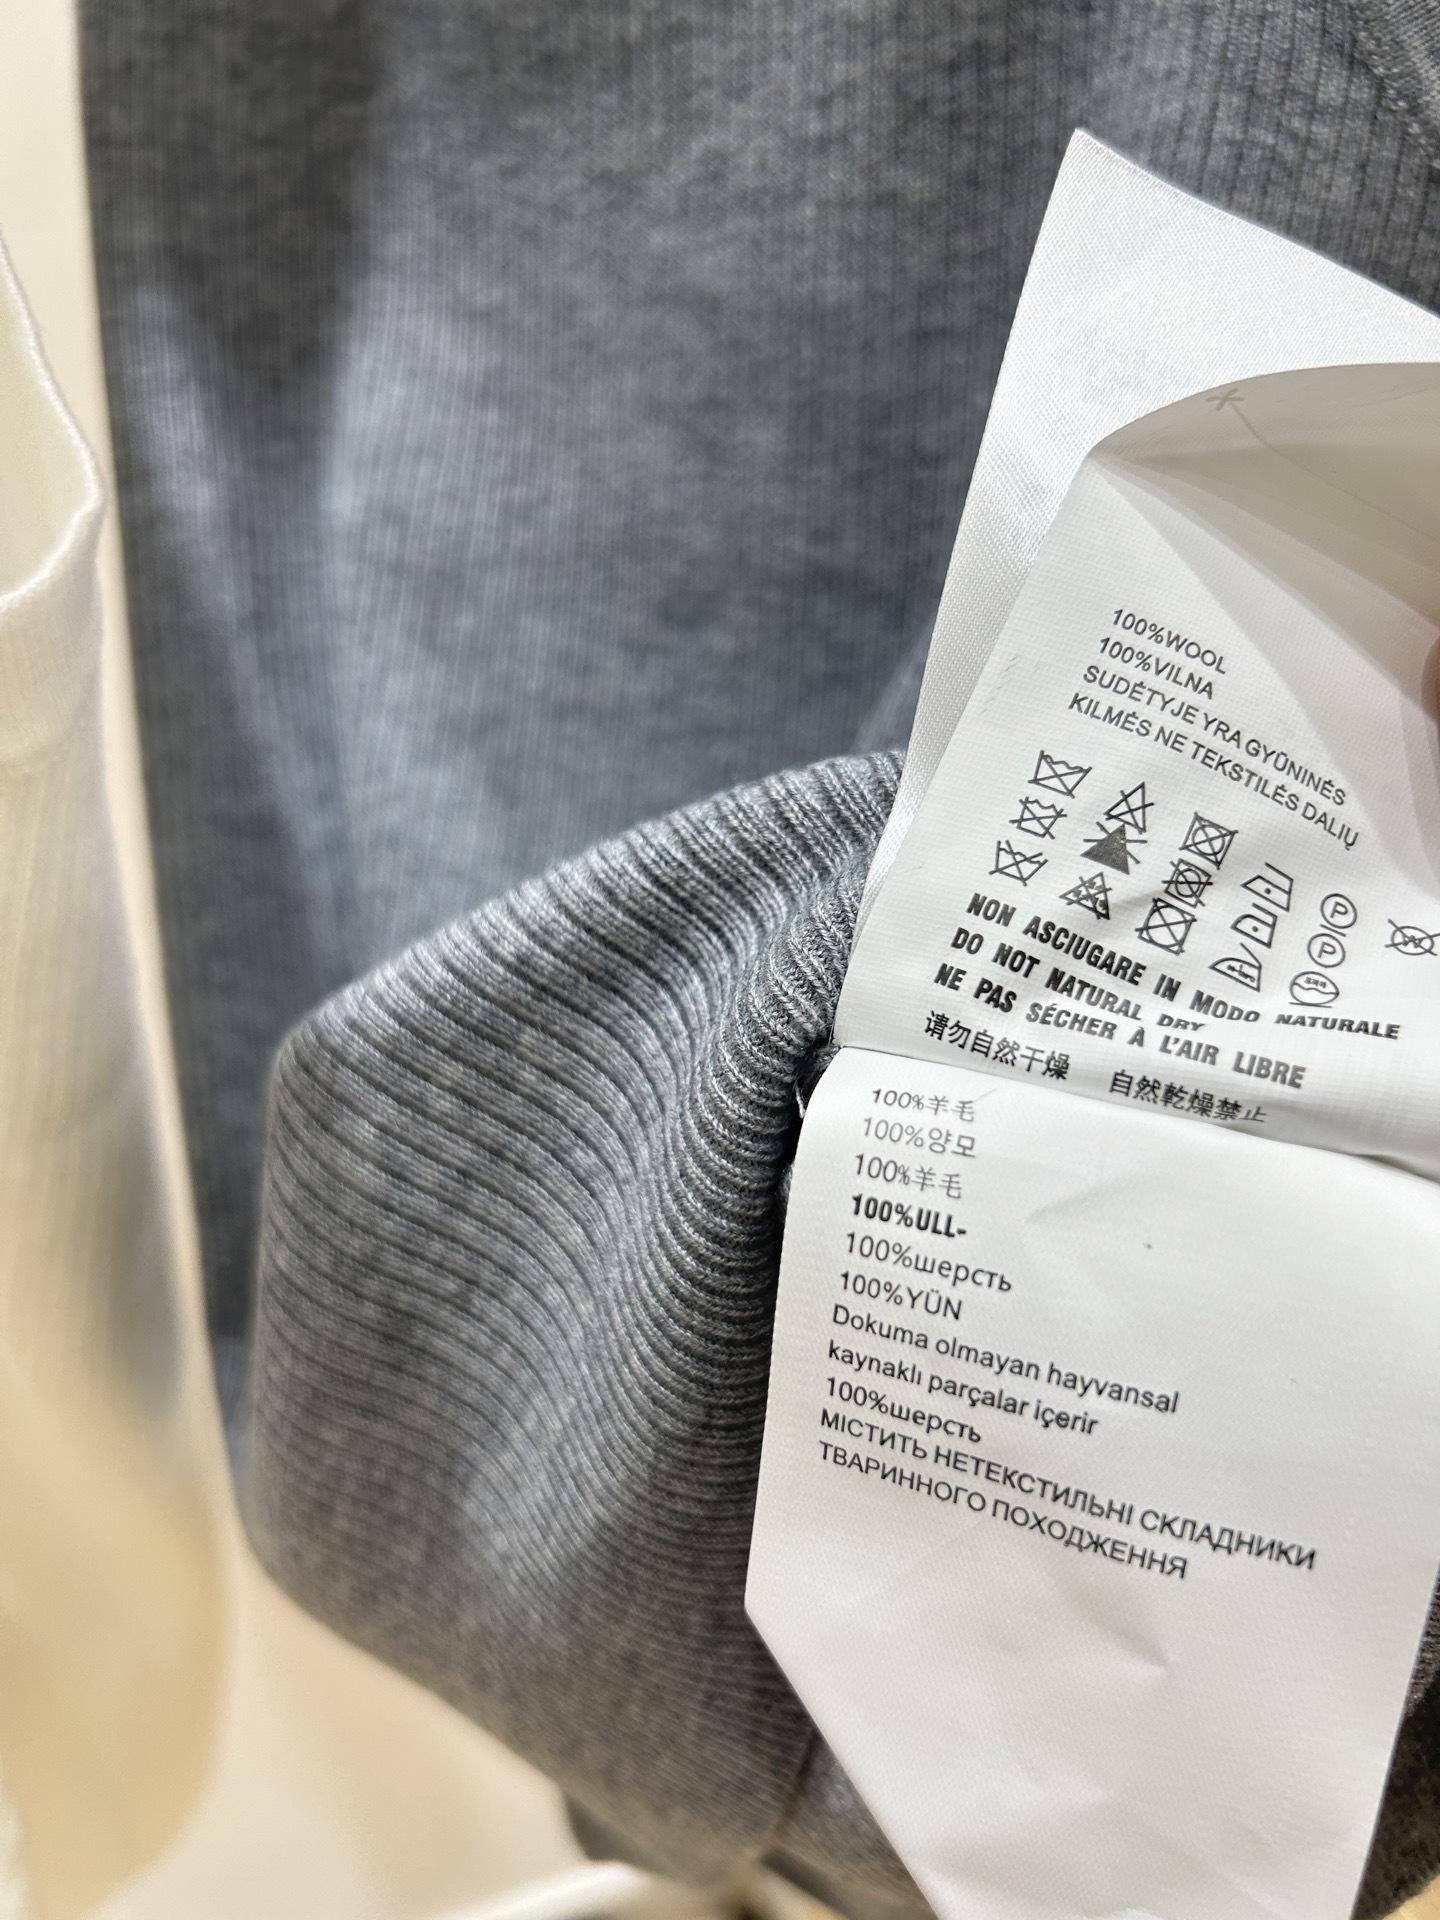 100%WOOL
100%VILNA
SUDĖTYJE YRA GYŪNINĖS
KILMĖS NE TEKSTILĖS DALIŲ
P
P
W
NON ASCIUGARE IN MODO NATURALE
DO NOT NATURAL DRY
NE PAS SÉCHER À L'AIR LIBRE
请勿自然干燥 自然乾燥禁止
100%羊毛
100%양모
100%羊毛
100%ULL-
100%шерсть
100%YÜN
Dokuma olmayan hayvansal
kaynaklı parçalar içerir
100%шерсть
МІСТИТЬ НЕТЕКСТИЛЬНІ СКЛАДНИКИ
ТВАРИННОГО ПОХОДЖЕННЯ